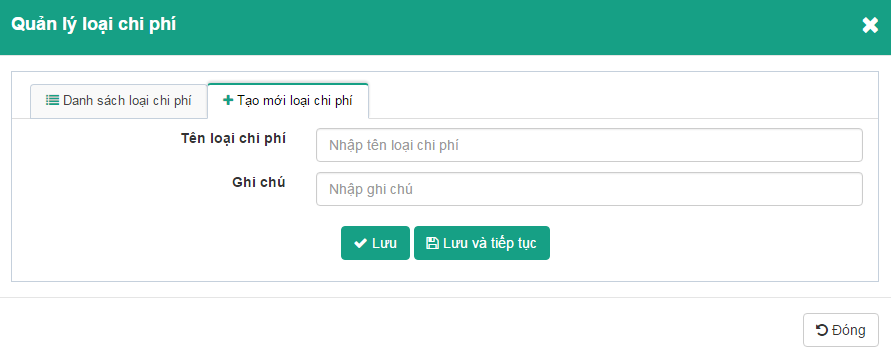 Quản lý loại chi phí
Danh sách loại chi phí
Tạo mới loại chi phí
Tên loại chi phí
Nhập tên loại chi phí
Ghi chú
Nhập ghi chú
Lưu
Lưu và tiếp tục
Đóng